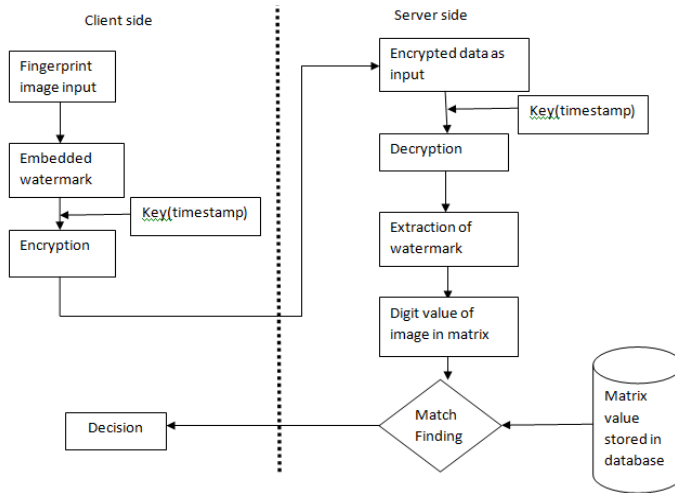 Client side
Server side
Fingerprint
image input
Embedded
watermark
Key(timestamp)
Encryption
Encrypted data as
input
Key(timestamp)
Decryption
Extraction of
watermark
Digit value of
image in matrix
Match
Finding
Matrix
value
stored in
database
Decision